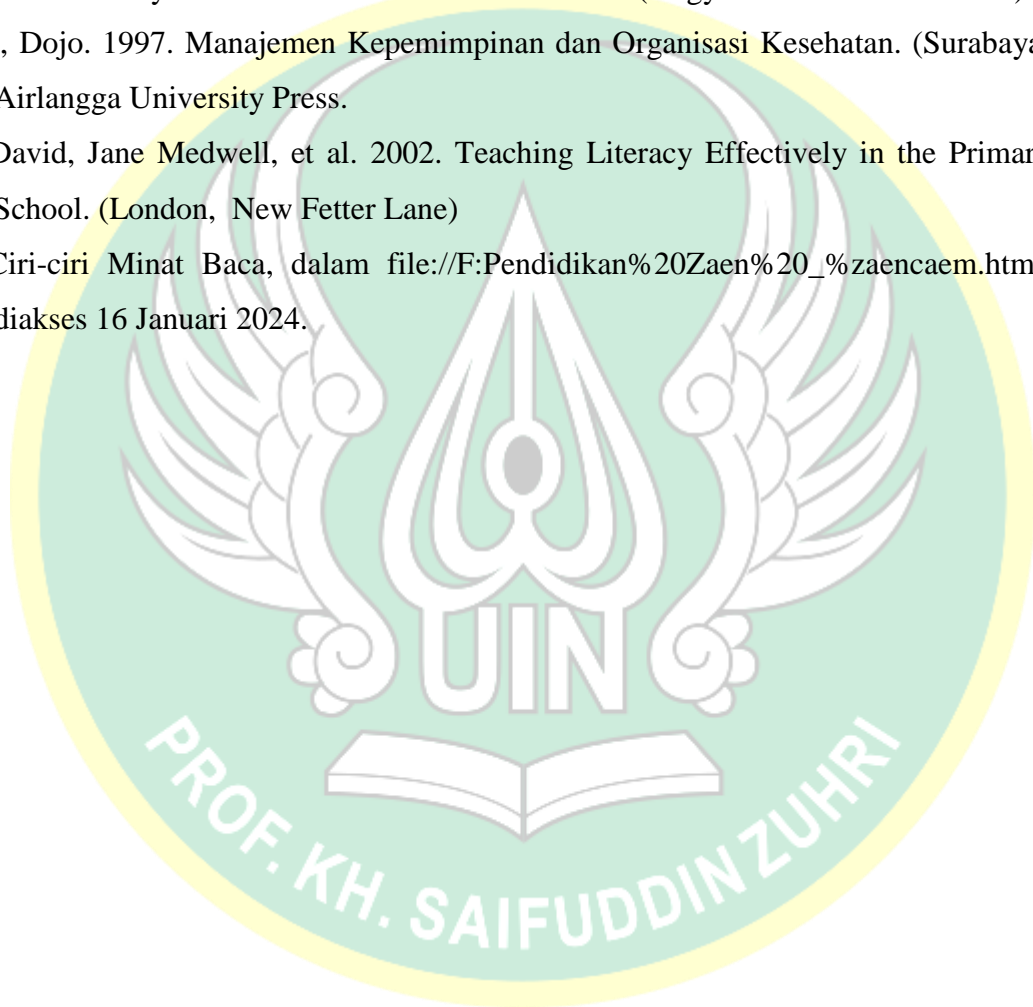 , Dojo. 1997. Manajemen Kepemimpinan dan Organisasi Kesehatan. (Surabaya
Airlangga University Press.
David, Jane Medwell, et al. 2002. Teaching Literacy Effectively in the Primar
School. (London, New Fetter Lane)
Ciri-ciri Minat Baca, dalam file://F:Pendidikan%20Zaen%20_%zaencaem.htm
diakses 16 Januari 2024.
UIN
PROF. KH. SAIFUDDIN ZUHRI